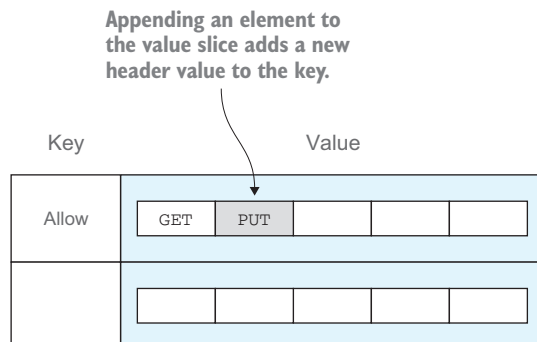 Appending an element to
the value slice adds a new
header value to the key.
Key Value
Allow GET PUT